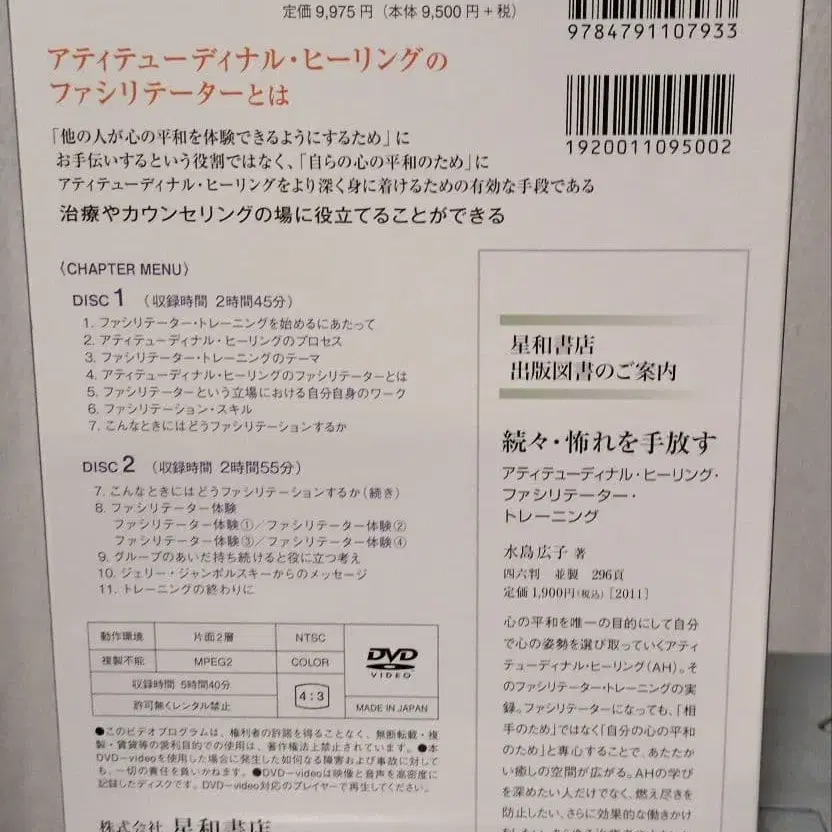 定価 9,975円（本体 9,500円＋税）
9784791107933
アティテューディナル・ヒーリングの
ファシリテーターとは
1920011095002
「他の人が心の平和を体験できるようにするため」に
お手伝いするという役割ではなく、「自らの心の平和のため」に
アティテューディナル・ヒーリングをより深く身に着けるための有効な手段である
治療やカウンセリングの場に役立てることができる
〈CHAPTER MENU〉
DISC 1 （収録時間 2時間45分）
1. ファシリテーター・トレーニングを始めるにあたって
2. アティテューディナル・ヒーリングのプロセス
3. ファシリテーター・トレーニングのテーマ
4. アティテューディナル・ヒーリングのファシリテーターとは
5. ファシリテーターという立場における自分自身のワーク
6. ファシリテーション・スキル
7. こんなときにはどうファシリテーションするか
DISC 2 （収録時間 2時間55分）
7. こんなときにはどうファシリテーションするか（続き）
8. ファシリテーター体験
ファシリテーター体験①／ファシリテーター体験②
ファシリテーター体験③／ファシリテーター体験④
9. グループのあいだ持ち続けると役に立つ考え
10. ジェリー・ジャンポルスキーからのメッセージ
11. トレーニングの終わりに
動作環境 片面2層 NTSC
複製不能 MPEG2 COLOR
DVD
VIDEO
収録時間 5時間40分
4:3
許可無くレンタル禁止
MADE IN JAPAN
●このビデオプログラムは、権利者の許諾を得ることなく、無断転載・複
製・賃貸等の営利目的での使用は、著作権法上禁止されています。●本
DVD-videoを使用した場合に発生した如何なる障害および事故に対して
も、一切の責任を負いかねます。●DVD-videoは映像と音声を高密度に
記録したディスクです。DVD-video対応のプレイヤーで再生してください。
株式会社 星和書店
星和書店
出版図書のご案内
続々・怖れを手放す
アティテューディナル・ヒーリング・
ファシリテーター・
トレーニング
水島広子 著
四六判 並製 296頁
定価 1,900円(税込) [2011]
心の平和を唯一の目的にして自分
で心の姿勢を選び取っていくアティ
テューディナル・ヒーリング(AH)。そ
のファシリテーター・トレーニングの実
録。ファシリテーターになっても、「相
手のため」ではなく「自分の心の平和
のため」と専心することで、あたたか
い癒しの空間が広がる。AHの学び
を深めたい人だけでなく、燃え尽きを
防止したい、さらに効果的な働きかけ